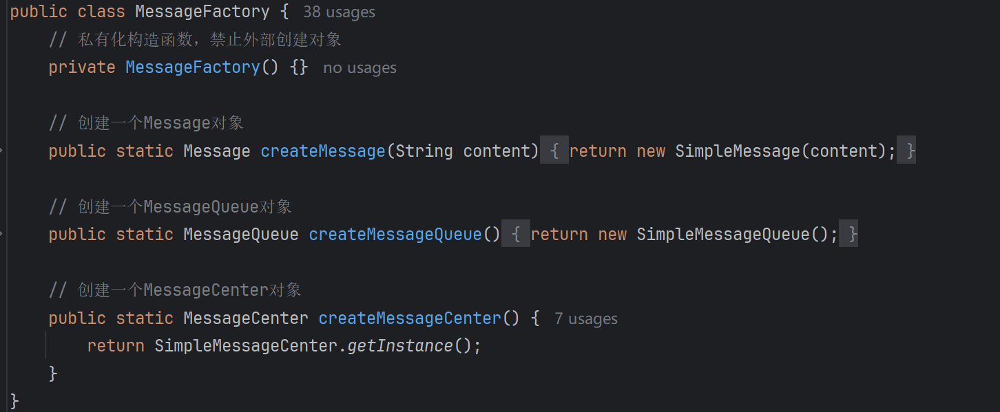 public class MessageFactory { 38 usages
// 私有化构造函数，禁止外部创建对象
private MessageFactory() {} no usages
// 创建一个Message对象
public static Message createMessage(String content) { return new SimpleMessage(content); }
// 创建一个MessageQueue对象
public static MessageQueue createMessageQueue() { return new SimpleMessageQueue(); }
// 创建一个MessageCenter对象
public static MessageCenter createMessageCenter() { 7 usages
return SimpleMessageCenter.getInstance();
}
}